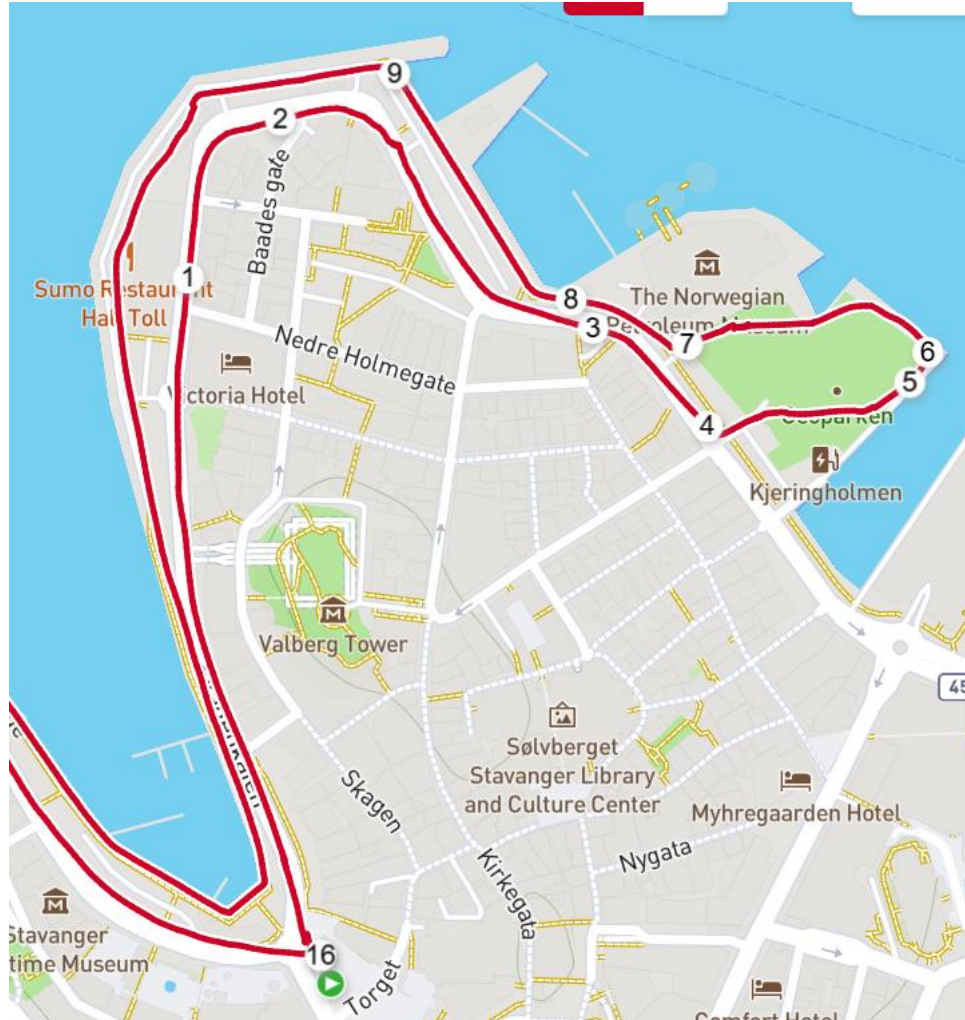 9
2
Baades gate
1
Sumo Restaurant
Hall Toll
8
The Norwegian
Petroleum Museum
3
7
6
5
Nedre Holmegate
Victoria Hotel
4
Geoparken
Kjeringholmen
Valberg Tower
45
Sølvberget
Stavanger Library
and Culture Center
Skagen
Myhregaarden Hotel
Nygata
Kirkegata
Stavanger
time Museum
16
Torget
Comfort Hotel